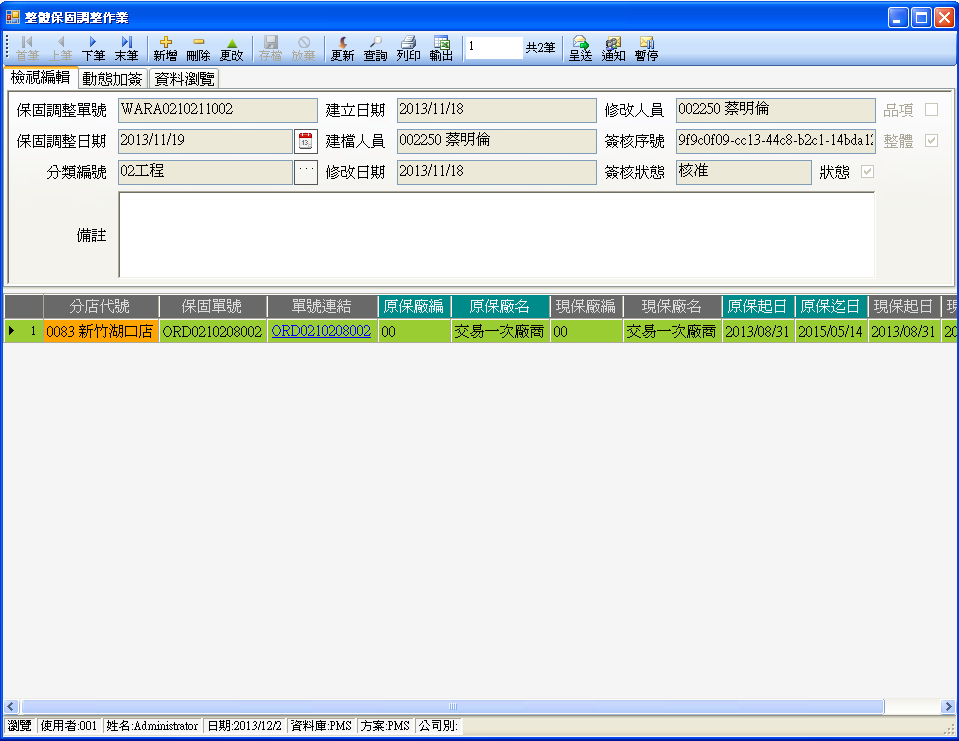 整體保固調整作業
首筆 上筆 下筆 末筆 新增 刪除 更改 存檔 放棄 更新 查詢 列印 輸出 1 共2筆 呈送 通知 暫停
檢視編輯 動態加簽 資料瀏覽
保固調整單號 WARA0210211002 建立日期 2013/11/18 修改人員 002250 蔡明倫 品項
保固調整日期 2013/11/19 13 建檔人員 002250 蔡明倫 簽核序號 9f9c0f09-cc13-44c8-b2c1-14bda12 整體
分類編號 02工程 ... 修改日期 2013/11/18 簽核狀態 核准 狀態
備註
分店代號 保固單號 單號連結 原保廠編 原保廠名 現保廠編 現保廠名 原保起日 原保迄日 現保起日 現
1 0083 新竹湖口店 ORD0210208002 ORD0210208002 00 交易一次廠商 00 交易一次廠商 2013/08/31 2015/05/14 2013/08/31 20
瀏覽 使用者:001 姓名:Administrator 日期:2013/12/2 資料庫:PMS 方案:PMS 公司別: